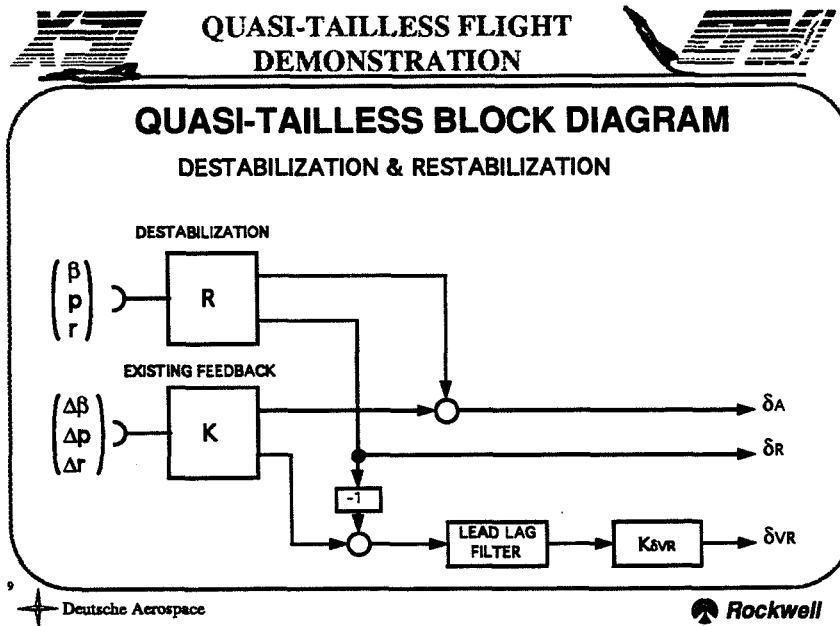 X-31
QUASI-TAILLESS FLIGHT
DEMONSTRATION
QUASI-TAILLESS BLOCK DIAGRAM
DESTABILIZATION & RESTABILIZATION
DESTABILIZATION
β
p
r
R
EXISTING FEEDBACK
Δβ
Δp
Δr
K
δA
δR
-1
LEAD LAG
FILTER
KδVR
δVR
9
Deutsche Aerospace
Rockwell